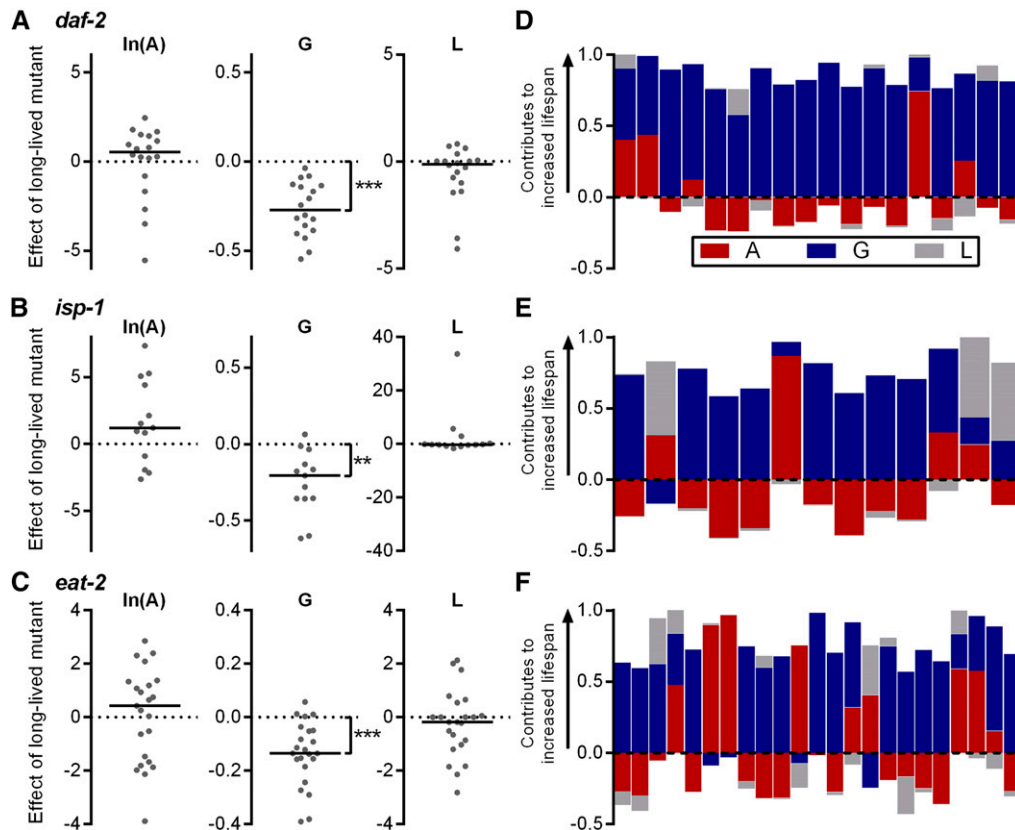 A daf-2
In(A) G L
Effect of long-lived mutant
5
0
-5
0.5
0.0
-0.5
***
5
0
-5
D
Contributes to
increased lifespan
1.0
0.5
0.0
-0.5
A G L
B isp-1
In(A) G L
Effect of long-lived mutant
5
0
-5
0.5
0.0
-0.5
**
40
20
0
-20
-40
E
Contributes to
increased lifespan
1.0
0.5
0.0
-0.5
C eat-2
In(A) G L
Effect of long-lived mutant
4
2
0
-2
-4
0.4
0.2
0.0
-0.2
-0.4
***
4
2
0
-2
-4
F
Contributes to
increased lifespan
1.0
0.5
0.0
-0.5